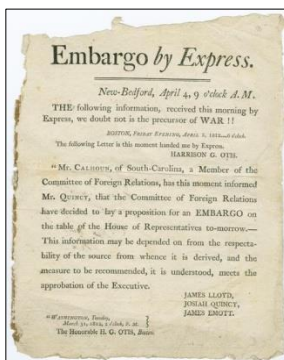 Embargo by Express.
New-Bedford, April 4, 9 o'clock A. M.
THE following information, received this morning by
Express, we doubt not is the precursor of WAR !!
BOSTON, FRIDAY EVENING, APRIL 3, 1812
The following Letter is this moment handed me by Express.
HARRISON G. OTIS.
"Mr. CALHOUN, of South-Carolina, a Member of the
Committee of Foreign Relations, has this moment informed
Mr. QUINCY, that the Committee of Foreign Relations
have decided to lay a proposition for an EMBARGO on
the table of the House of Representatives to-morrow.—
This information may be depended on from the respecta-
bility of the source from whence it is derived, and the
measure to be recommended, it is understood, meets the
approbation of the Executive.
JAMES LLOYD,
JOSIAH QUINCY,
JAMES EMOTT.
"WASHINGTON, Tuesday,
March 31, 1812,
The Honorable H. G. OTIS, Boston.